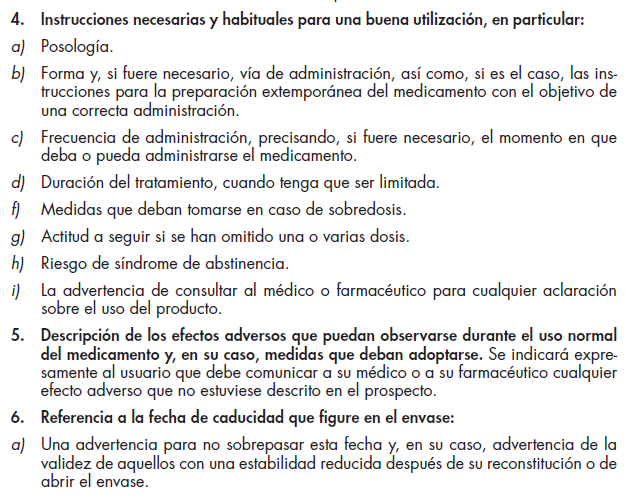 4. Instrucciones necesarias y habituales para una buena utilización, en particular:
a) Posología.
b) Forma y, si fuere necesario, vía de administración, así como, si es el caso, las ins-
trucciones para la preparación extemporánea del medicamento con el objetivo de
una correcta administración.
c) Frecuencia de administración, precisando, si fuere necesario, el momento en que
deba o pueda administrarse el medicamento.
d) Duración del tratamiento, cuando tenga que ser limitada.
f) Medidas que deban tomarse en caso de sobredosis.
g) Actitud a seguir si se han omitido una o varias dosis.
h) Riesgo de síndrome de abstinencia.
i) La advertencia de consultar al médico o farmacéutico para cualquier aclaración
sobre el uso del producto.
5. Descripción de los efectos adversos que puedan observarse durante el uso normal
del medicamento y, en su caso, medidas que deban adoptarse. Se indicará expre-
samente al usuario que debe comunicar a su médico o a su farmacéutico cualquier
efecto adverso que no estuviese descrito en el prospecto.
6. Referencia a la fecha de caducidad que figure en el envase:
a) Una advertencia para no sobrepasar esta fecha y, en su caso, advertencia de la
validez de aquellos con una estabilidad reducida después de su reconstitución o de
abrir el envase.